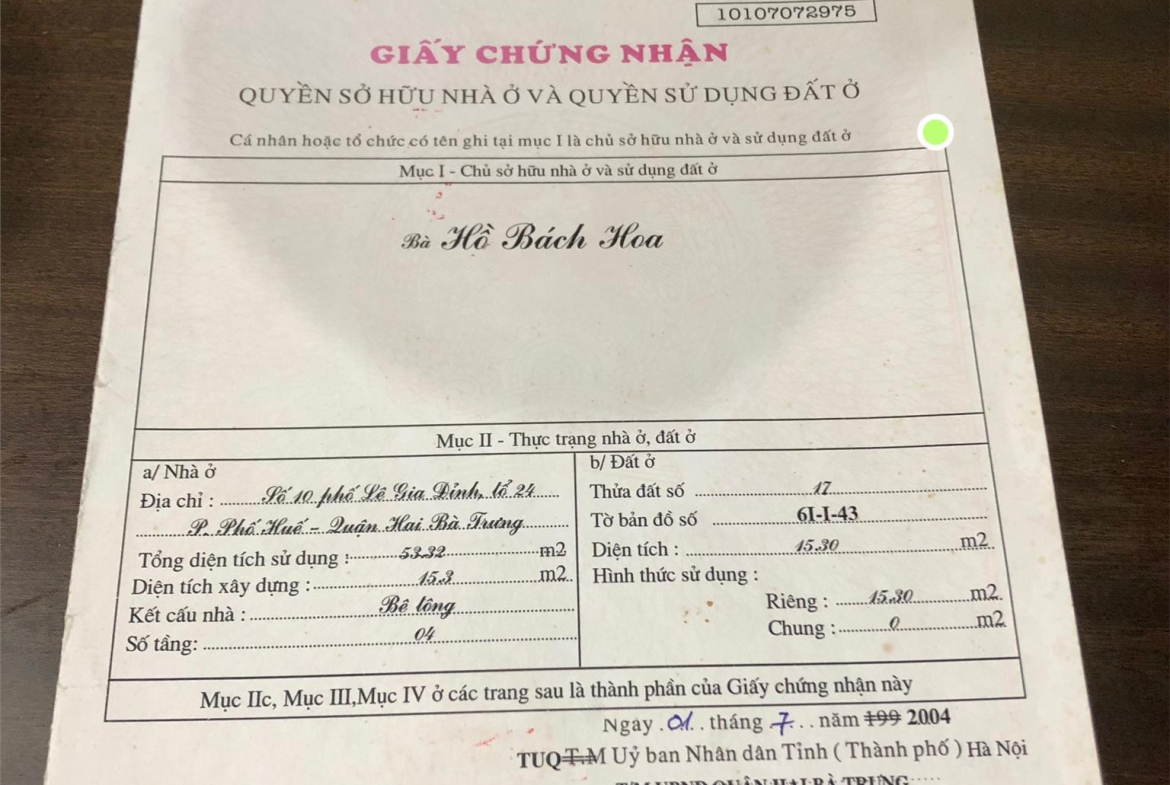 10107072975
GIẤY CHỨNG NHẬN
QUYỀN SỞ HỮU NHÀ Ở VÀ QUYỀN SỬ DỤNG ĐẤT Ở
Cá nhân hoặc tổ chức có tên ghi tại mục I là chủ sở hữu nhà ở và sử dụng đất ở
Mục I - Chủ sở hữu nhà ở và sử dụng đất ở
Bà Hồ Bách Hoa
Mục II - Thực trạng nhà ở, đất ở
a/ Nhà ở
Địa chỉ : Số 10 phố Lê Gia Đỉnh, tổ 24
P. Phố Huế - Quận Hai Bà Trưng
Tổng diện tích sử dụng : 53.32 m2
Diện tích xây dựng : 15.3 m2
Kết cấu nhà : Bê tông
Số tầng: 04
b/ Đất ở
Thửa đất số 17
Tờ bản đồ số 6I-I-43
Diện tích : 15.30 m2
Hình thức sử dụng :
Riêng : 15.30 m2
Chung : 0 m2
Mục IIc, Mục III,Mục IV ở các trang sau là thành phần của Giấy chứng nhận này
Ngày 01 tháng 7 năm 199 2004
TUQ T.M Uỷ ban Nhân dân Tỉnh ( Thành phố ) Hà Nội
T/M UBND QUẬN HAI BÀ TRƯNG